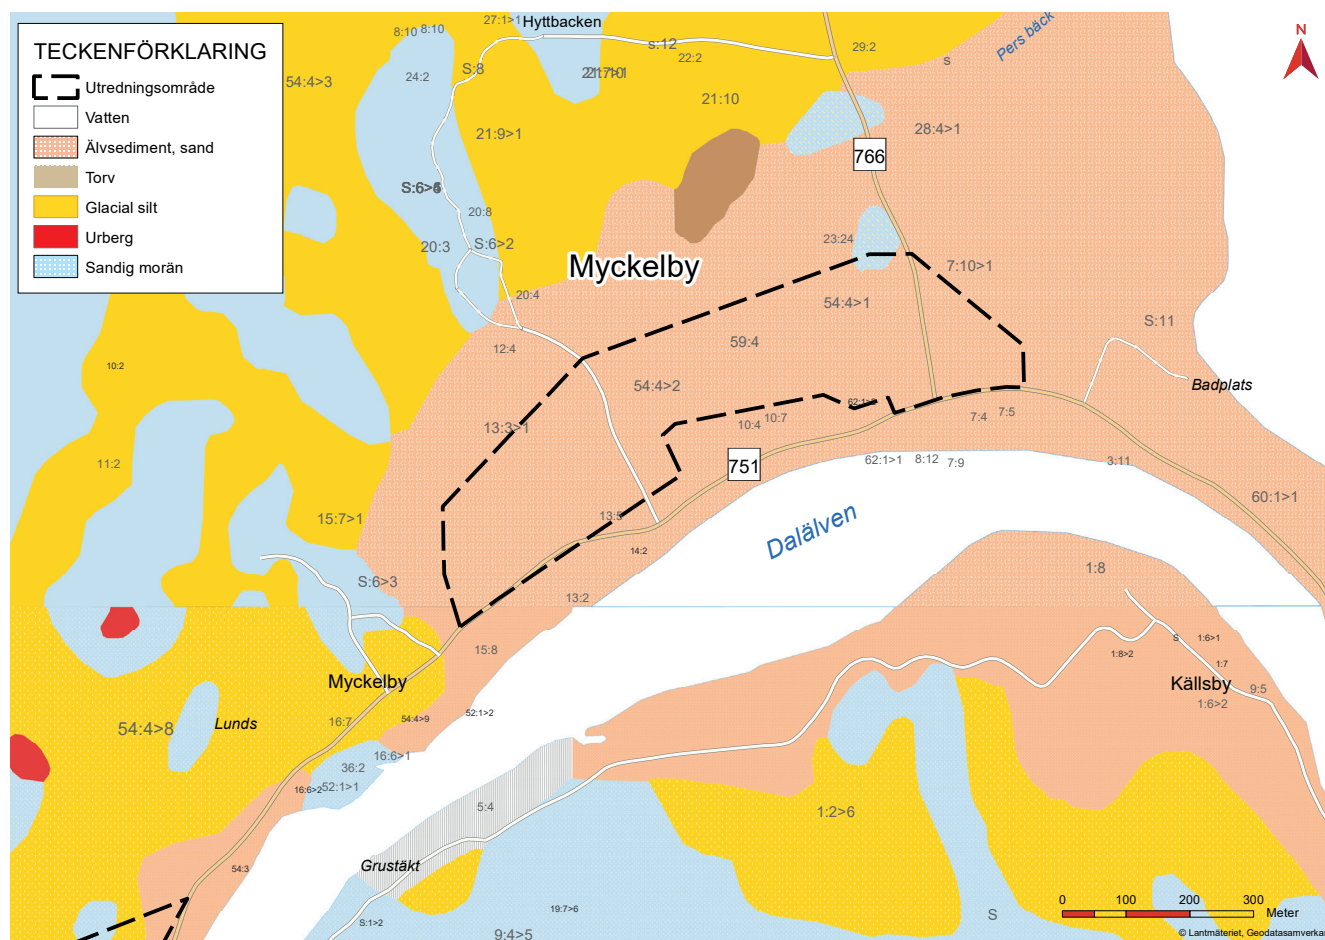 TECKENFÖRKLARING
Utredningsområde
Vatten
Älvsediment, sand
Torv
Glacial silt
Urberg
Sandig morän
27:1>1
Hyttbacken
8:10
8:10
s:12
22:2
29:2
S
Pers bäck
N
54:4>3
24:2
S:8
21:10
21:9>1
28:4>1
766
20:8
20:3
S:6>2
23:24
Myckelby
7:10>1
20:4
54:4>1
S:11
12:4
59:4
10:2
54:4>2
Badplats
13:3>1
10:4
10:7
7:4
7:5
11:2
751
62:1>1
8:12
7:9
3:11
60:1>1
15:7>1
13:5
Dalälven
14:2
S:6>3
1:8
13:2
15:8
S
1:6>1
1:8>2
1:7
Myckelby
Källsby
9:5
1:6>2
54:4>8
Lunds
16:7
54:4>9
52:1>2
16:6>1
36:2
16:6>2
52:1>1
5:4
1:2>6
54:3
Grustäkt
19:7>6
S:1>2
S
9:4>5
0
100
200
300
Meter
© Lantmäteriet, Geodatasamverka